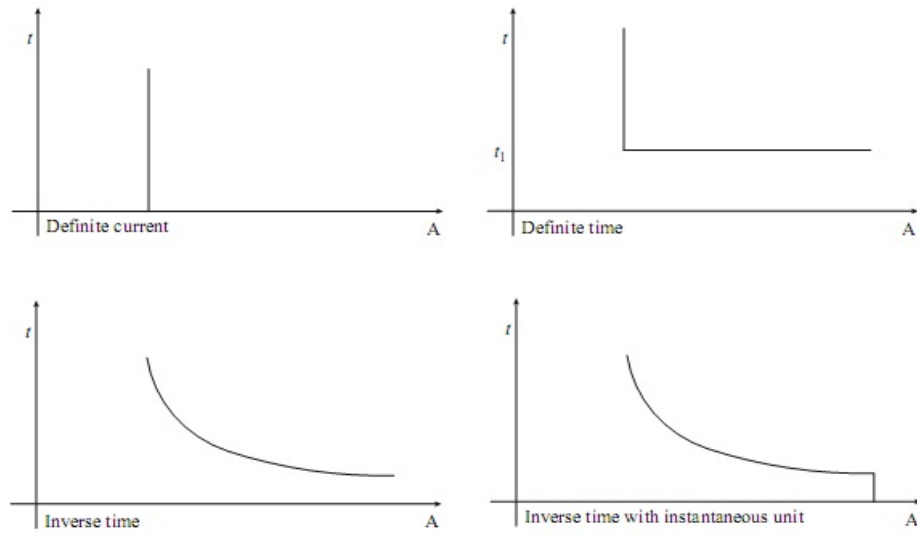 t
A
Definite current
t
t₁
A
Definite time
t
A
Inverse time
t
A
Inverse time with instantaneous unit